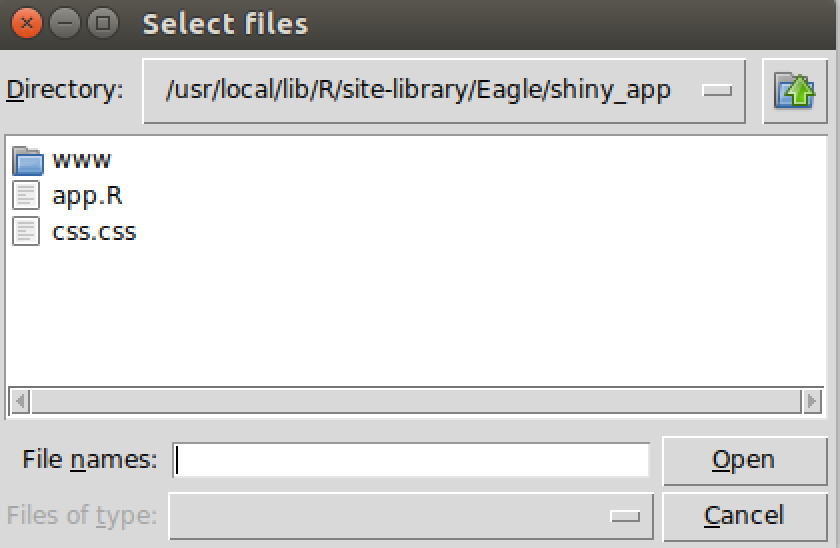 Select files
Directory: /usr/local/lib/R/site-library/Eagle/shiny_app
www
app.R
css.css
File names: Open
Files of type: Cancel